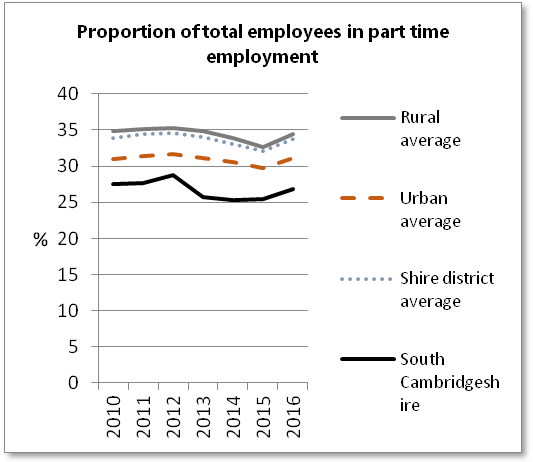 Proportion of total employees in part time
employment
40
35
30
25
20
15
10
5
0
%
2010
2011
2012
2013
2014
2015
2016
Rural
average
Urban
average
Shire district
average
South
Cambridgesh
ire